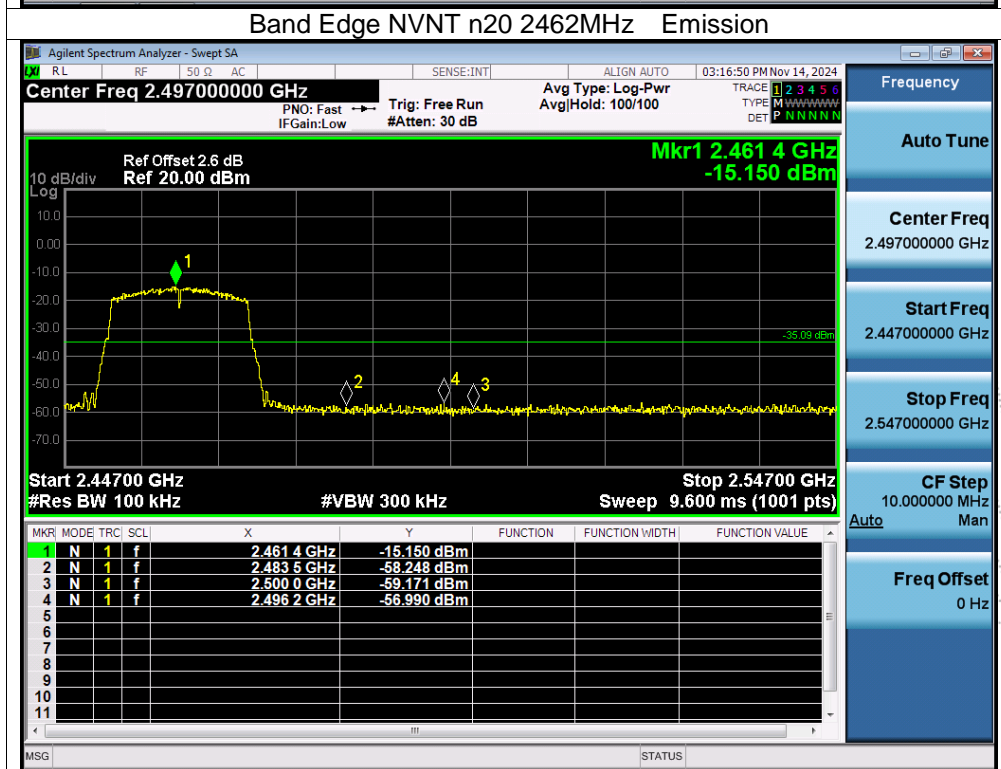 Band Edge NVNT n20 2462MHz Emission
Agilent Spectrum Analyzer - Swept SA
LXI RL RF 50 Ω AC SENSE:INT ALIGN AUTO 03:16:50 PM Nov 14, 2024
Center Freq 2.497000000 GHz
PNO: Fast
IFGain:Low
Trig: Free Run
#Atten: 30 dB
Avg Type: Log-Pwr
Avg|Hold: 100/100
TRACE 1 2 3 4 5 6
TYPE M WWWWW
DET P N N N N N
Frequency
Auto Tune
Center Freq
2.497000000 GHz
Start Freq
2.447000000 GHz
Stop Freq
2.547000000 GHz
CF Step
10.000000 MHz
Auto Man
Freq Offset
0 Hz
Mkr1 2.461 4 GHz
-15.150 dBm
Ref Offset 2.6 dB
10 dB/div Ref 20.00 dBm
Log
10.0
0.00
-10.0
-20.0
-30.0
-40.0
-50.0
-60.0
-70.0
1
-35.09 dBm
2
4
3
Start 2.44700 GHz Stop 2.54700 GHz
#Res BW 100 kHz #VBW 300 kHz Sweep 9.600 ms (1001 pts)
MKR MODE TRC SCL X Y FUNCTION FUNCTION WIDTH FUNCTION VALUE
1 N 1 f 2.461 4 GHz -15.150 dBm
2 N 1 f 2.483 5 GHz -58.248 dBm
3 N 1 f 2.500 0 GHz -59.171 dBm
4 N 1 f 2.496 2 GHz -56.990 dBm
5
6
7
8
9
10
11
MSG STATUS